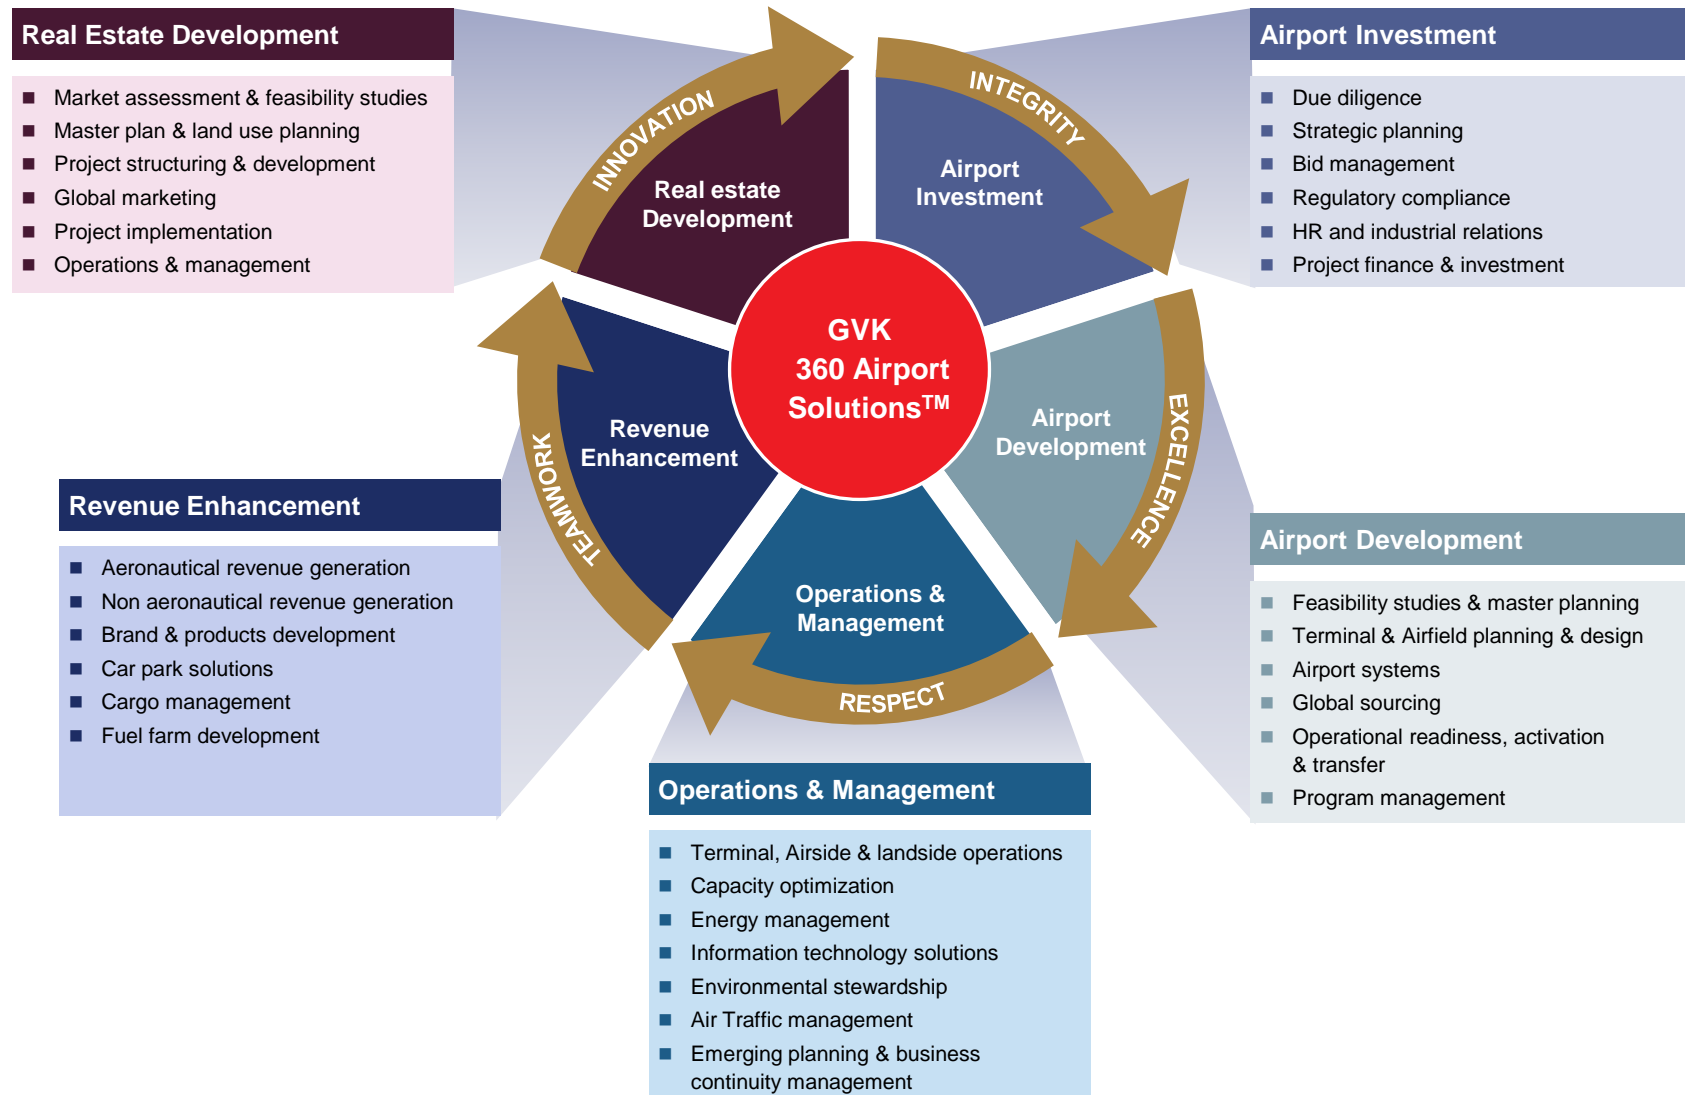 Real Estate Development
Market assessment & feasibility studies
Master plan & land use planning
Project structuring & development
Global marketing
Project implementation
Operations & management
Airport Investment
Due diligence
Strategic planning
Bid management
Regulatory compliance
HR and industrial relations
Project finance & investment
INNOVATION
INTEGRITY
EXCELLENCE
RESPECT
TEAMWORK
Real estate
Development
Airport
Investment
GVK
360 Airport
Solutions™
Airport
Development
Revenue
Enhancement
Operations &
Management
Revenue Enhancement
Aeronautical revenue generation
Non aeronautical revenue generation
Brand & products development
Car park solutions
Cargo management
Fuel farm development
Airport Development
Feasibility studies & master planning
Terminal & Airfield planning & design
Airport systems
Global sourcing
Operational readiness, activation
& transfer
Program management
Operations & Management
Terminal, Airside & landside operations
Capacity optimization
Energy management
Information technology solutions
Environmental stewardship
Air Traffic management
Emerging planning & business
continuity management